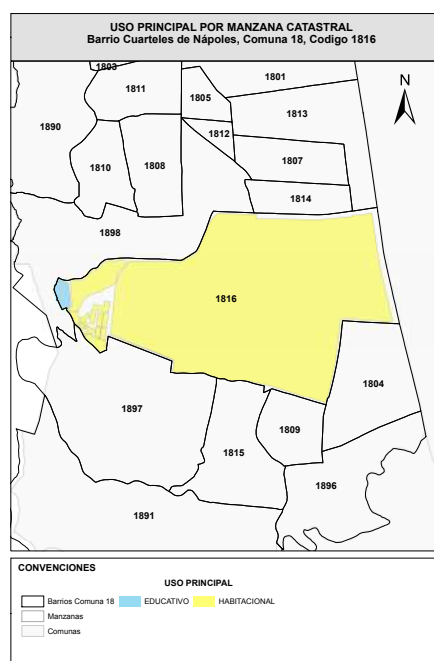 USO PRINCIPAL POR MANZANA CATASTRAL
Barrio Cuarteles de Nápoles, Comuna 18, Codigo 1816
1803
1801
1811
1805
N
1813
1890
1812
1810
1808
1807
1814
1898
1816
1804
1897
1809
1815
1896
1891
CONVENCIONES
USO PRINCIPAL
Barrios Comuna 18 EDUCATIVO HABITACIONAL
Manzanas
Comunas